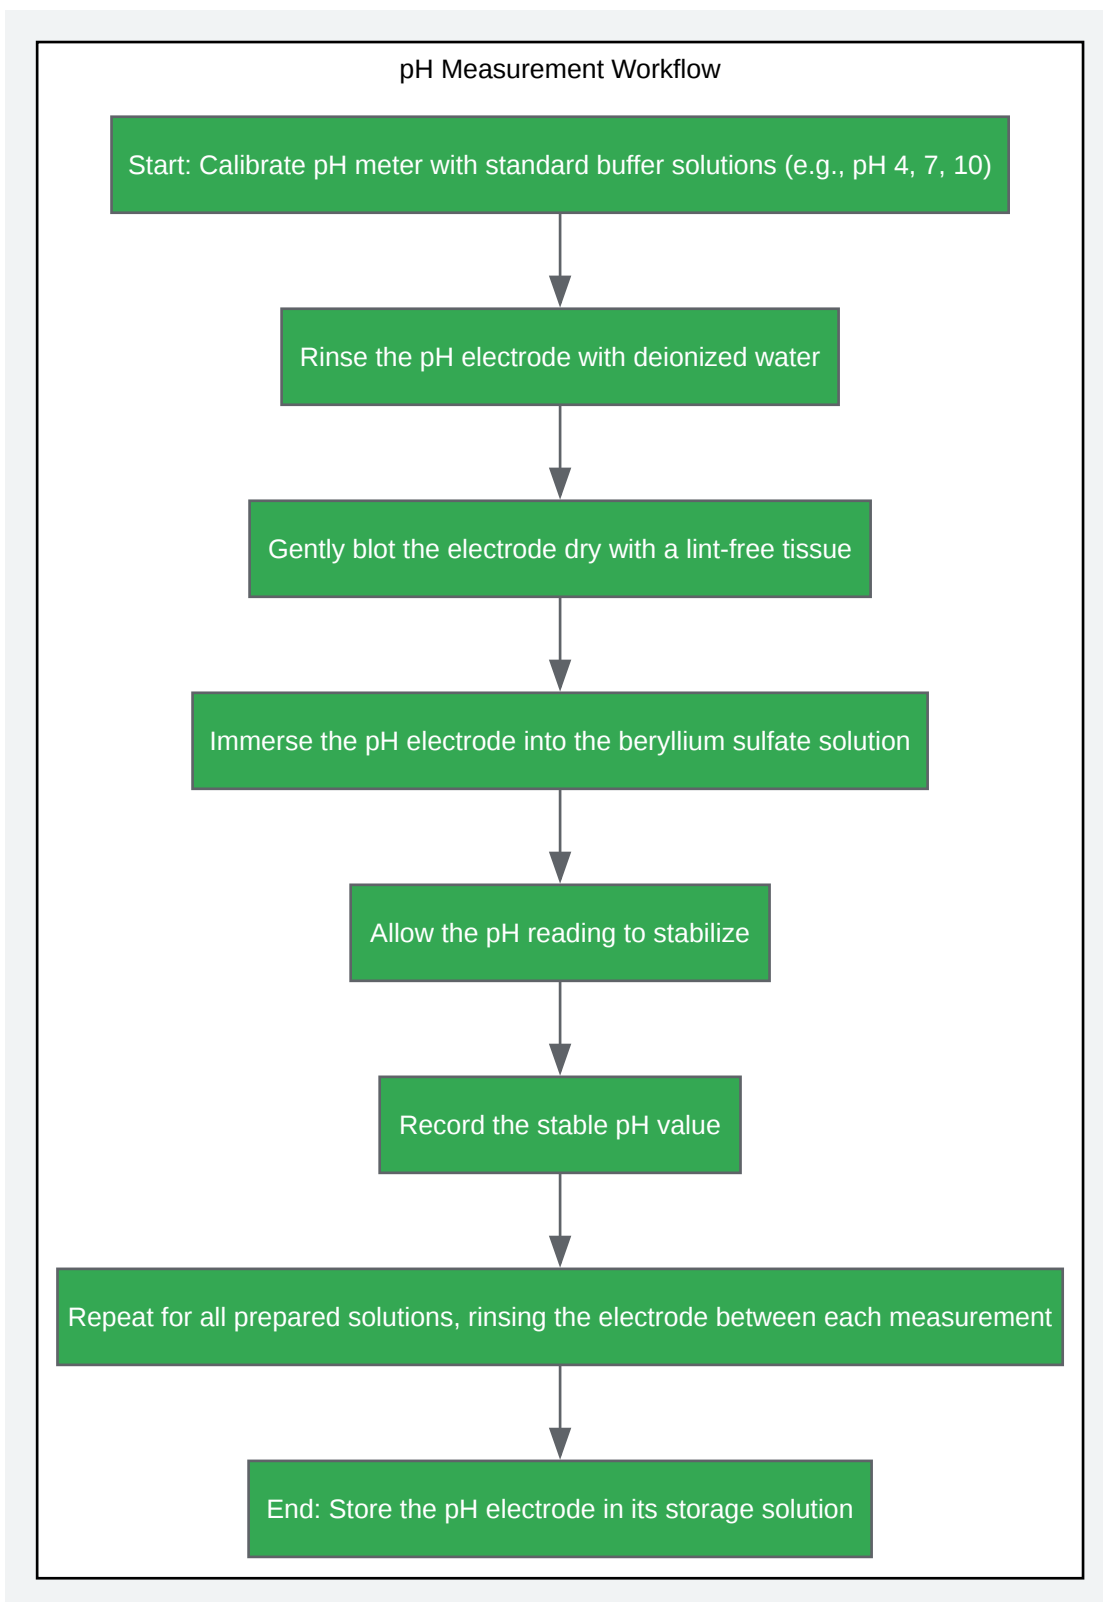 pH Measurement Workflow
Start: Calibrate pH meter with standard buffer solutions (e.g., pH 4, 7, 10)
Rinse the pH electrode with deionized water
Gently blot the electrode dry with a lint-free tissue
Immerse the pH electrode into the beryllium sulfate solution
Allow the pH reading to stabilize
Record the stable pH value
Repeat for all prepared solutions, rinsing the electrode between each measurement
End: Store the pH electrode in its storage solution